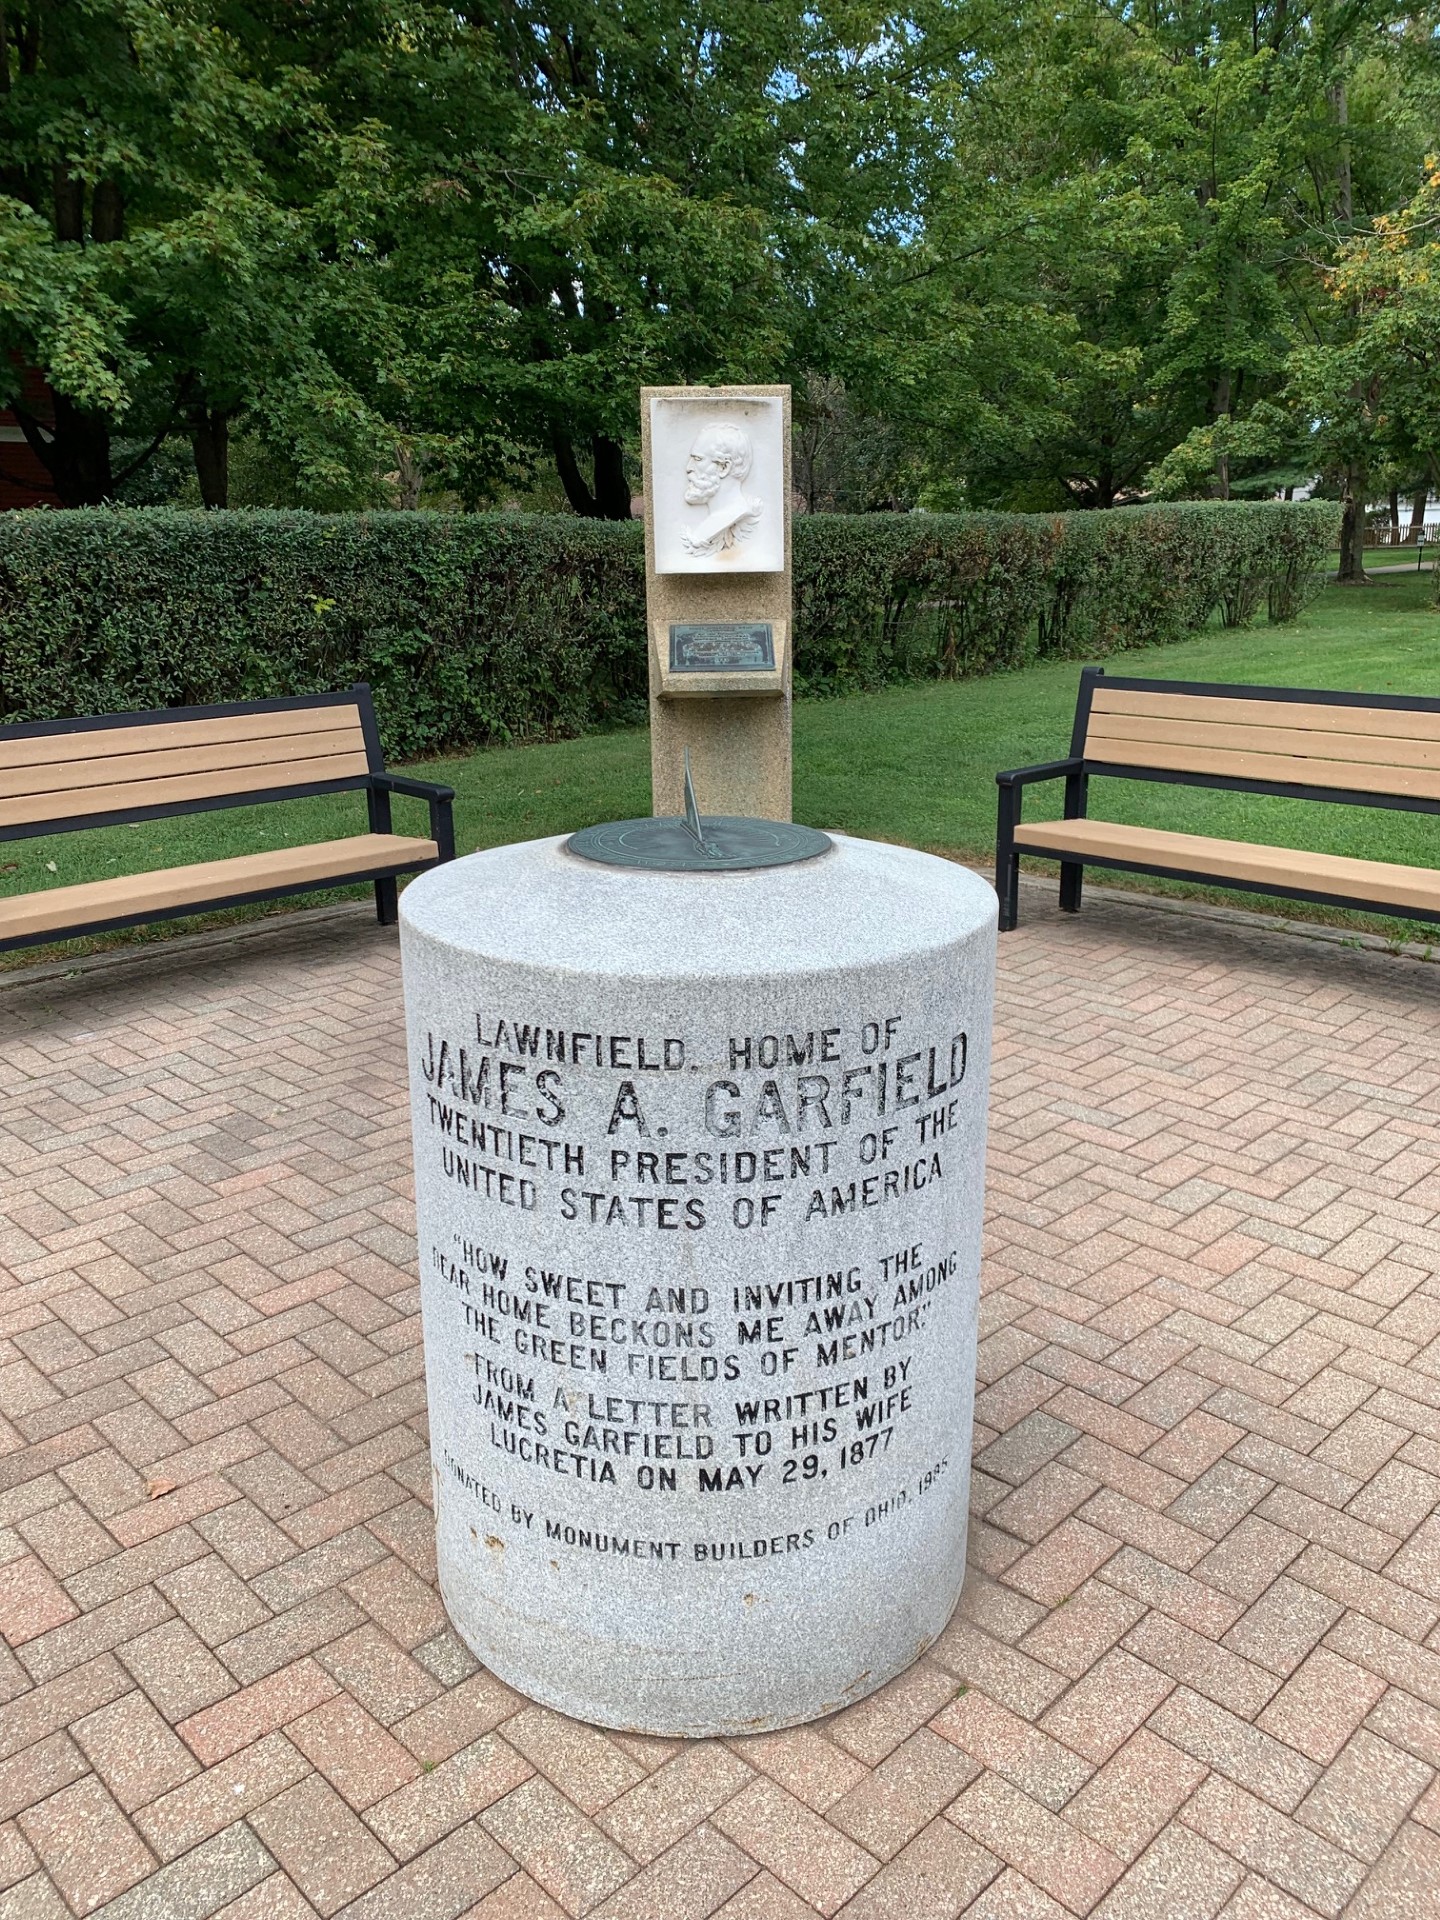 LAWNFIELD. HOME OF
JAMES A. GARFIELD
TWENTIETH PRESIDENT OF THE
UNITED STATES OF AMERICA
"HOW SWEET AND INVITING THE
DEAR HOME BECKONS ME AWAY AMONG
THE GREEN FIELDS OF MENTOR."
FROM A LETTER WRITTEN BY
JAMES GARFIELD TO HIS WIFE
LUCRETIA ON MAY 29, 1877
DONATED BY MONUMENT BUILDERS OF OHIO, 1985